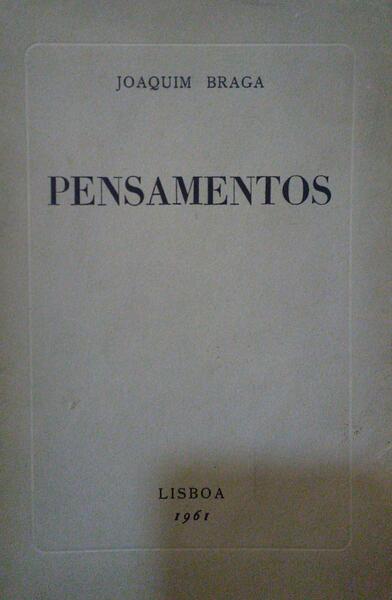 JOAQUIM BRAGA
PENSAMENTOS
LISBOA
1961